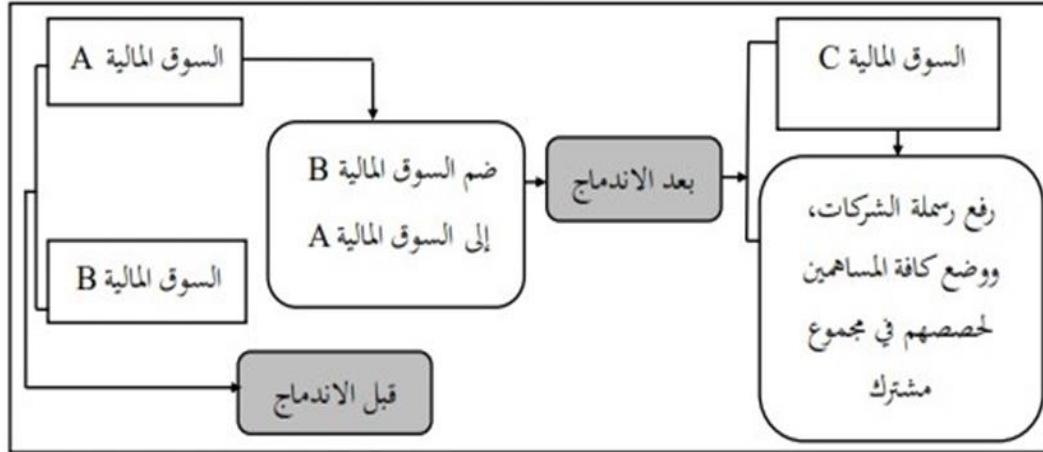 السوق المالية A
السوق المالية B
قبل الاندماج
ضم السوق المالية B
إلى السوق المالية A
بعد الاندماج
السوق المالية C
رفع رسملة الشركات،
ووضع كافة المساهمين
لحصصهم في مجموع
مشترك